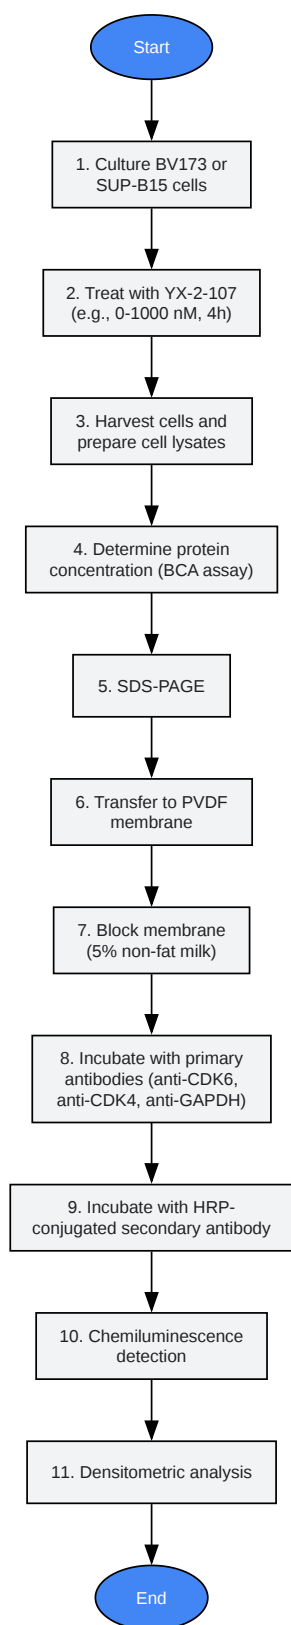 Start
1. Culture BV173 or
SUP-B15 cells
2. Treat with YX-2-107
(e.g., 0-1000 nM, 4h)
3. Harvest cells and
prepare cell lysates
4. Determine protein
concentration (BCA assay)
5. SDS-PAGE
6. Transfer to PVDF
membrane
7. Block membrane
(5% non-fat milk)
8. Incubate with primary
antibodies (anti-CDK6,
anti-CDK4, anti-GAPDH)
9. Incubate with HRP-
conjugated secondary antibody
10. Chemiluminescence
detection
11. Densitometric analysis
End